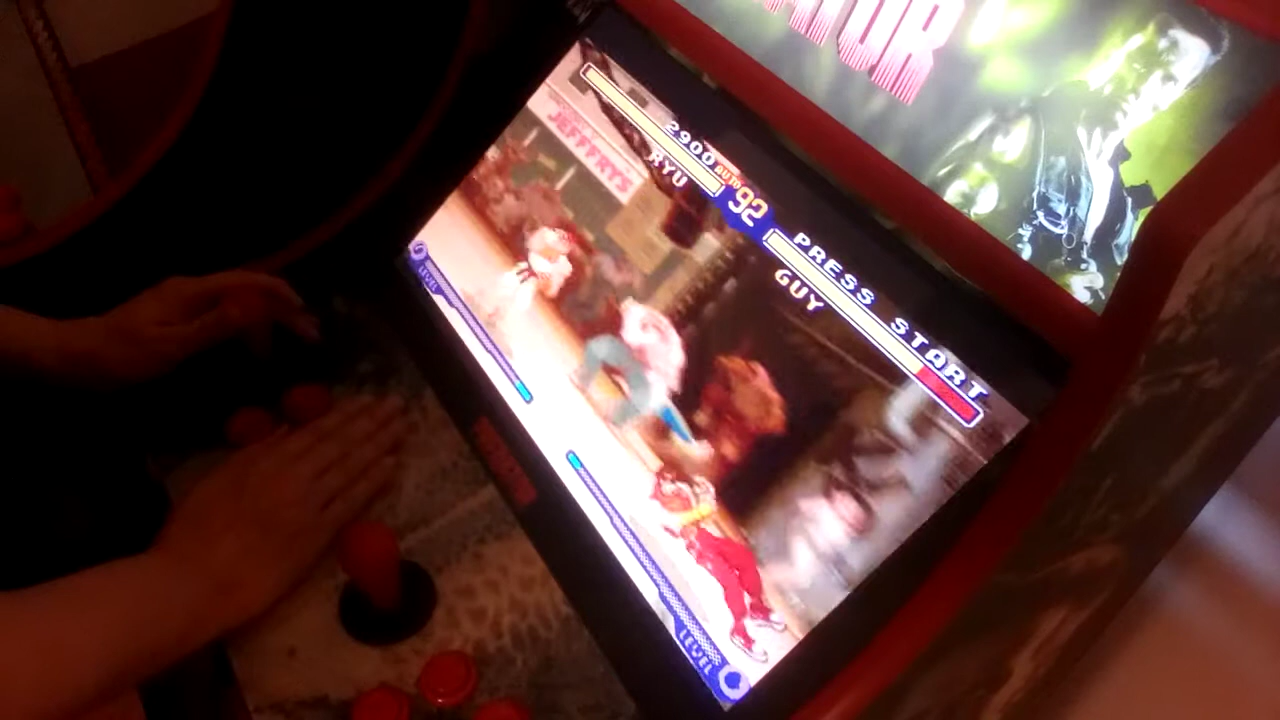 JEFFRYS
2900
AUTO
RYU
92
PRESS START
GUY
LEVEL
LEVEL